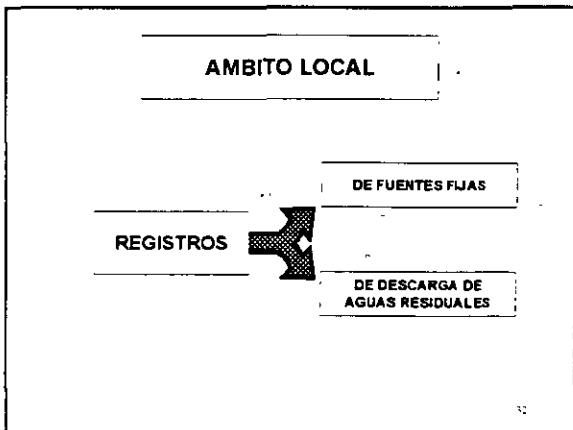 AMBITO LOCAL
DE FUENTES FIJAS
REGISTROS
DE DESCARGA DE
AGUAS RESIDUALES